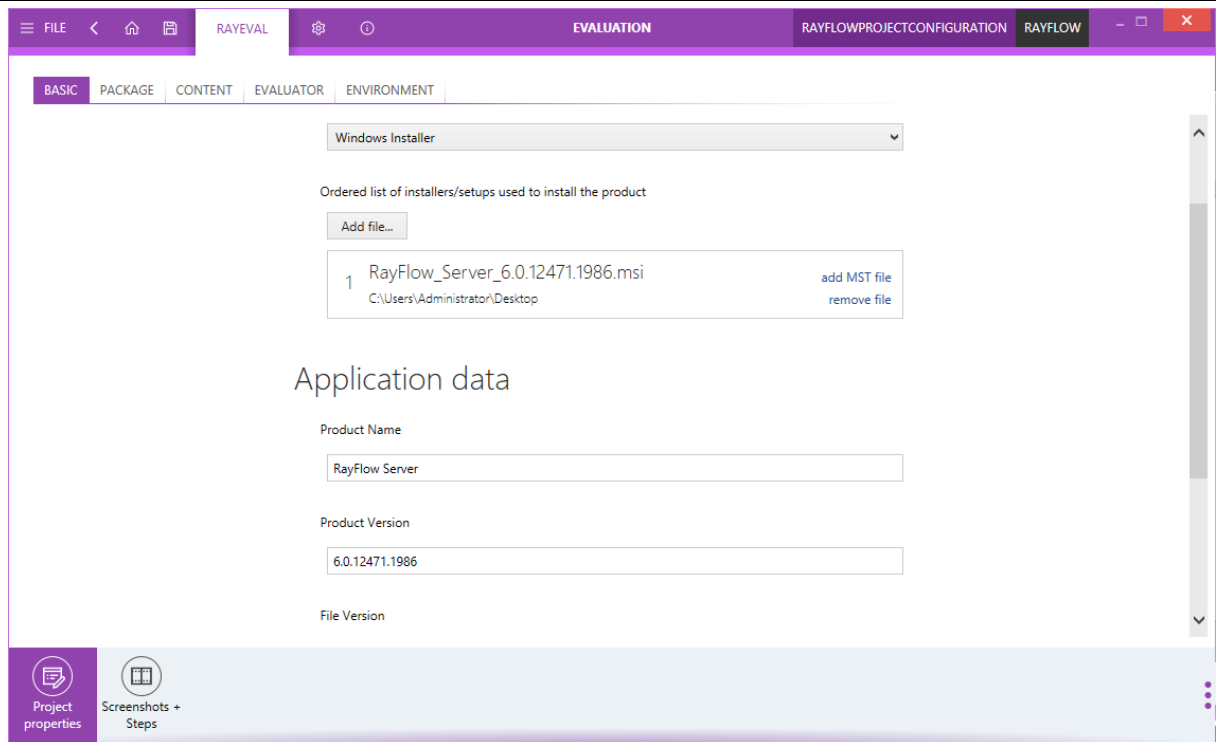 FILE RAYEVAL EVALUATION RAYFLOWPROJECTCONFIGURATION RAYFLOW
BASIC PACKAGE CONTENT EVALUATOR ENVIRONMENT
Windows Installer
Ordered list of installers/setups used to install the product
Add file...
1 RayFlow_Server_6.0.12471.1986.msi add MST file
C:\Users\Administrator\Desktop remove file
Application data
Product Name
RayFlow Server
Product Version
6.0.12471.1986
File Version
Project properties
Screenshots + Steps